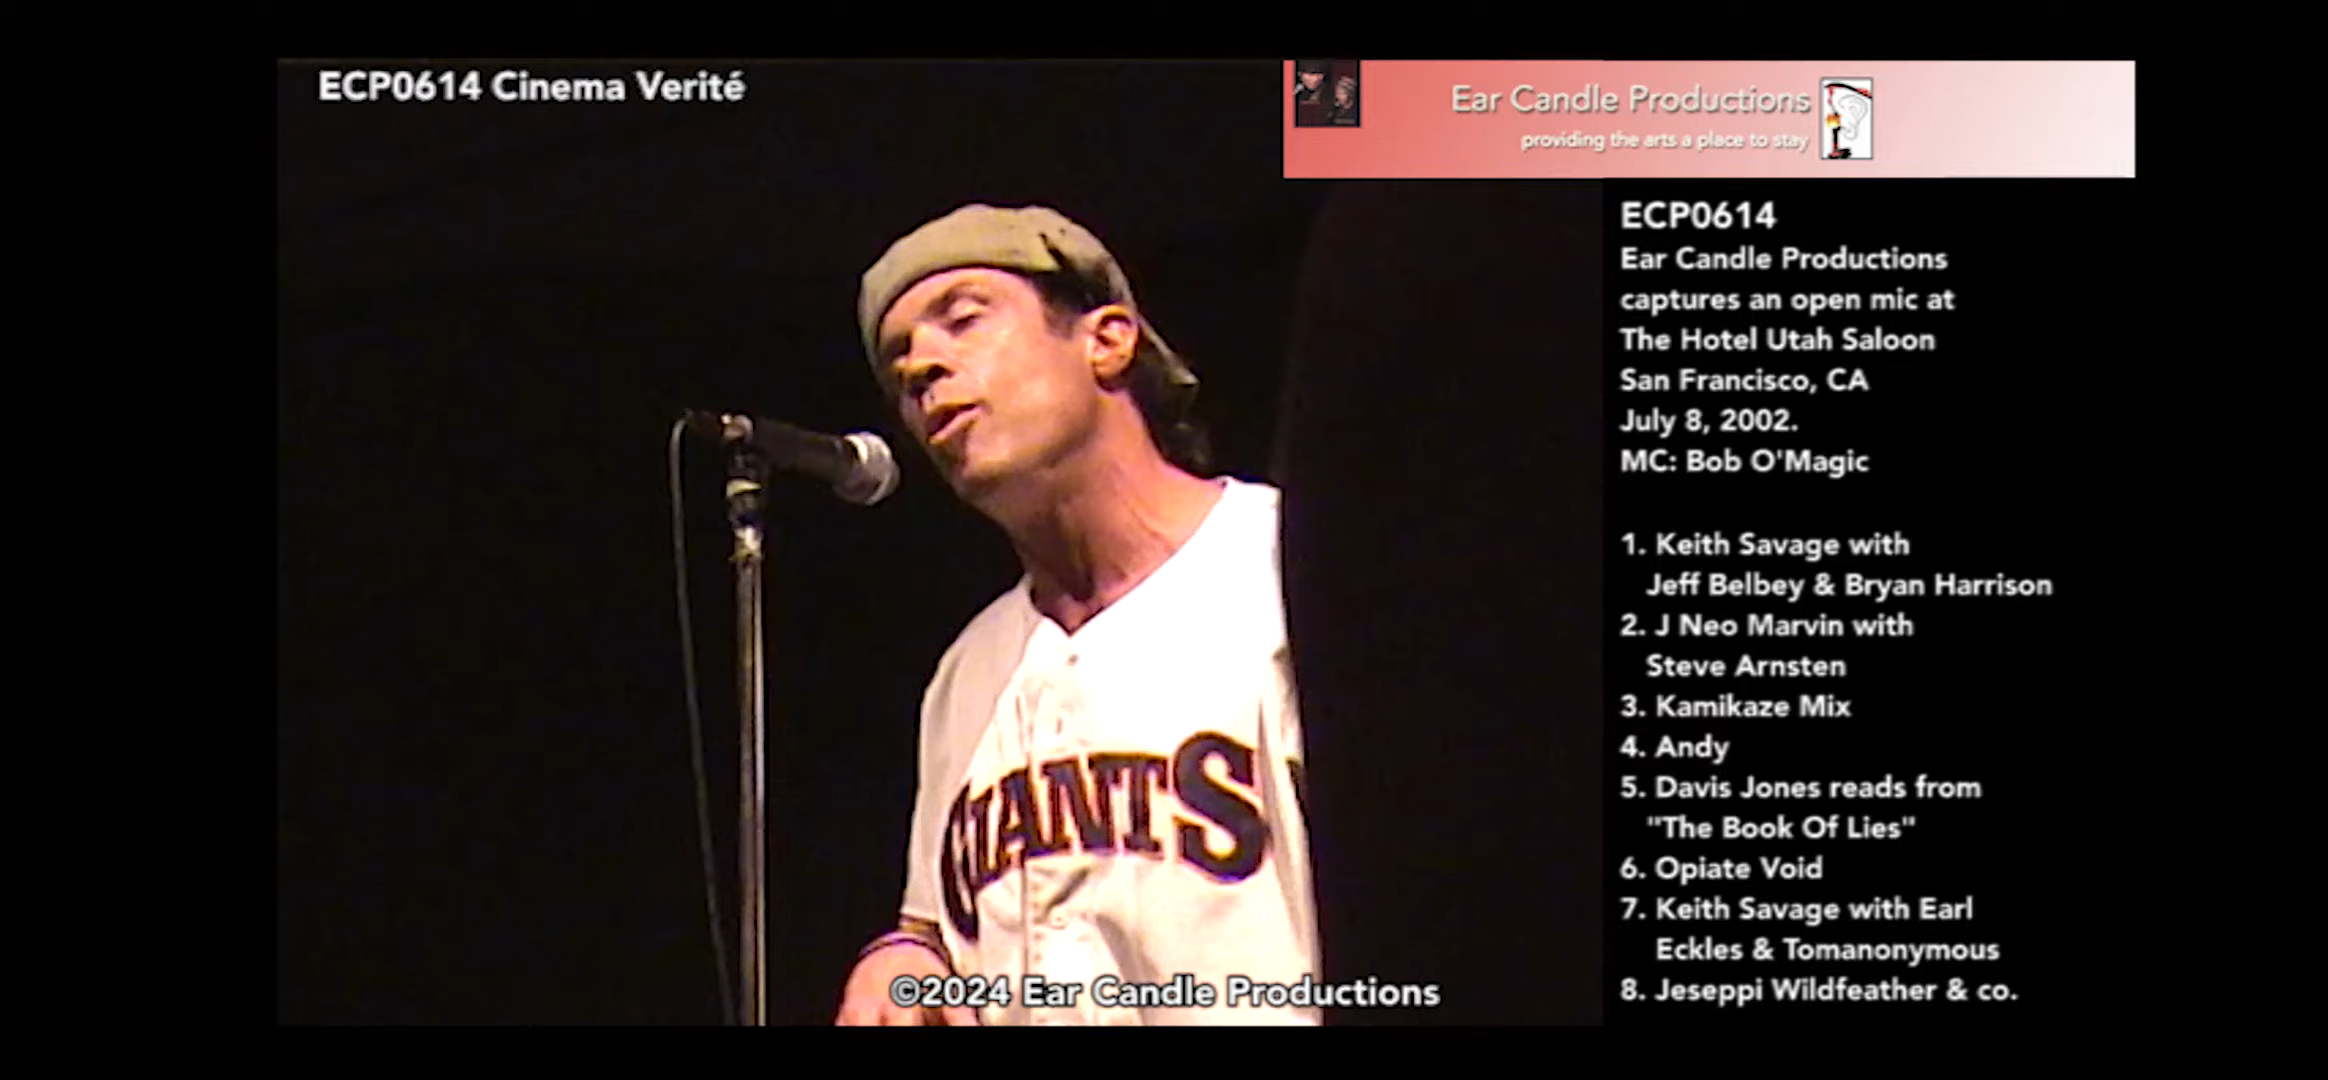 ECP0614 Cinema Verité
Ear Candle Productions
providing the arts a place to stay
ECP0614
Ear Candle Productions
captures an open mic at
The Hotel Utah Saloon
San Francisco, CA
July 8, 2002.
MC: Bob O'Magic
1. Keith Savage with
Jeff Belbey & Bryan Harrison
2. J Neo Marvin with
Steve Arnsten
3. Kamikaze Mix
4. Andy
5. Davis Jones reads from
"The Book Of Lies"
6. Opiate Void
7. Keith Savage with Earl
Eckles & Tomanonymous
8. Jeseppi Wildfeather & co.
GIANTS
©2024 Ear Candle Productions